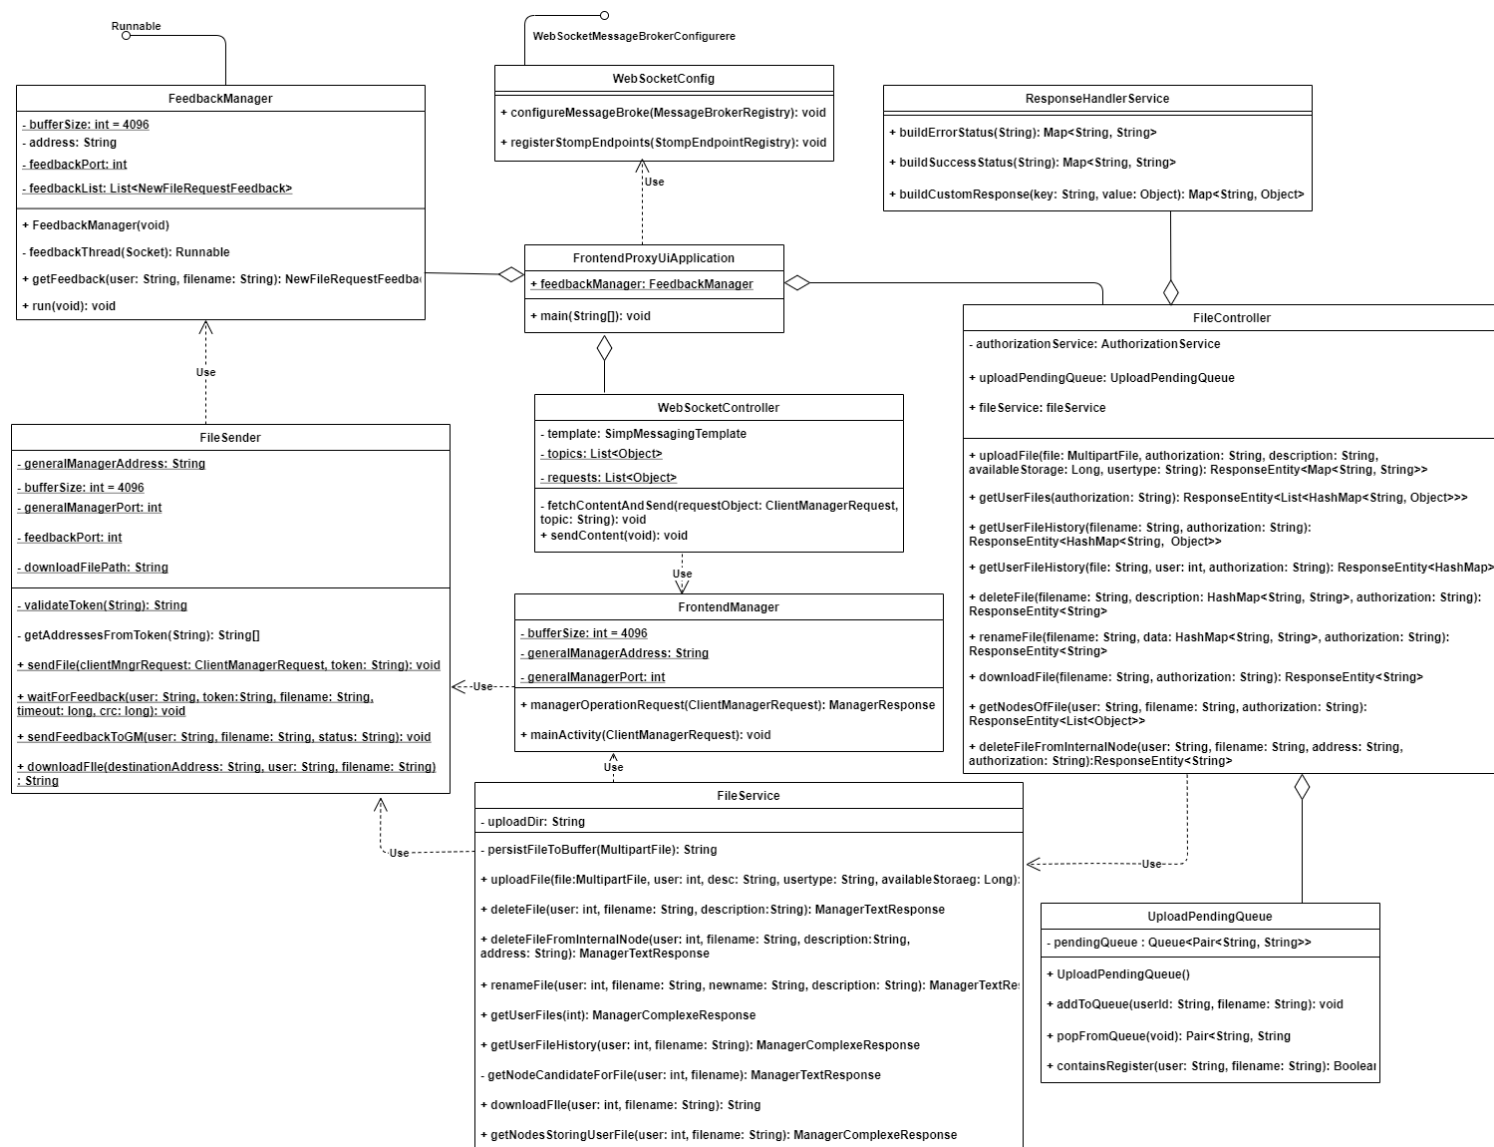 Runnable
WebSocketMessageBrokerConfigurere
FeedbackManager
- bufferSize: int = 4096
- address: String
- feedbackPort: int
- feedbackList: List<NewFileRequestFeedback>
+ FeedbackManager(void)
- feedbackThread(Socket): Runnable
+ getFeedback(user: String, filename: String): NewFileRequestFeedba
+ run(void): void
WebSocketConfig
+ configureMessageBroke(MessageBrokerRegistry): void
+ registerStompEndpoints(StompEndpointRegistry): void
Use
ResponseHandlerService
+ buildErrorStatus(String): Map<String, String>
+ buildSuccessStatus(String): Map<String, String>
+ buildCustomResponse(key: String, value: Object): Map<String, Object>
FrontendProxyUiApplication
+ feedbackManager: FeedbackManager
+ main(String[]): void
Use
FileController
- authorizationService: AuthorizationService
+ uploadPendingQueue: UploadPendingQueue
+ fileService: fileService
+ uploadFile(file: MultipartFile, authorization: String, description: String,
availableStorage: Long, usertype: String): ResponseEntity<Map<String, String>>
+ getUserFiles(authorization: String): ResponseEntity<List<HashMap<String, Object>>>
+ getUserFileHistory(filename: String, authorization: String):
ResponseEntity<HashMap<String, Object>>
+ getUserFileHistory(file: String, user: int, authorization: String): ResponseEntity<HashMap>
+ deleteFile(filename: String, description: HashMap<String, String>, authorization: String):
ResponseEntity<String>
+ renameFile(filename: String, data: HashMap<String, String>, authorization: String):
ResponseEntity<String>
+ downloadFile(filename: String, authorization: String): ResponseEntity<String>
+ getNodesOfFile(user: String, filename: String, authorization: String):
ResponseEntity<List<Object>>
+ deleteFileFromInternalNode(user: String, filename: String, address: String,
authorization: String):ResponseEntity<String>
WebSocketController
- template: SimpMessagingTemplate
- topics: List<Object>
- requests: List<Object>
- fetchContentAndSend(requestObject: ClientManagerRequest,
topic: String): void
+ sendContent(void): void
Use
FileSender
- generalManagerAddress: String
- bufferSize: int = 4096
- generalManagerPort: int
- feedbackPort: int
- downloadFilePath: String
- validateToken(String): String
- getAddressesFromToken(String): String[]
+ sendFile(clientMngrRequest: ClientManagerRequest, token: String): void
+ waitForFeedback(user: String, token:String, filename: String,
timeout: long, crc: long): void
+ sendFeedbackToGM(user: String, filename: String, status: String): void
+ downloadFIle(destinationAddress: String, user: String, filename: String)
: String
FrontendManager
- bufferSize: int = 4096
- generalManagerAddress: String
- generalManagerPort: int
+ managerOperationRequest(ClientManagerRequest): ManagerResponse
+ mainActivity(ClientManagerRequest): void
Use
Use
FileService
- uploadDir: String
- persistFileToBuffer(MultipartFile): String
+ uploadFile(file:MultipartFile, user: int, desc: String, usertype: String, availableStoraeg: Long):
+ deleteFile(user: int, filename: String, description:String): ManagerTextResponse
+ deleteFileFromInternalNode(user: int, filename: String, description:String,
address: String): ManagerTextResponse
+ renameFile(user: int, filename: String, newname: String, description: String): ManagerTextRe
+ getUserFiles(int): ManagerComplexeResponse
+ getUserFileHistory(user: int, filename: String): ManagerComplexeResponse
- getNodeCandidateForFile(user: int, filename): ManagerTextResponse
+ downloadFIle(user: int, filename: String): String
+ getNodesStoringUserFile(user: int, filename: String): ManagerComplexeResponse
Use
Use
UploadPendingQueue
- pendingQueue : Queue<Pair<String, String>>
+ UploadPendingQueue()
+ addToQueue(userId: String, filename: String): void
+ popFromQueue(void): Pair<String, String
+ containsRegister(user: String, filename: String): Boolea